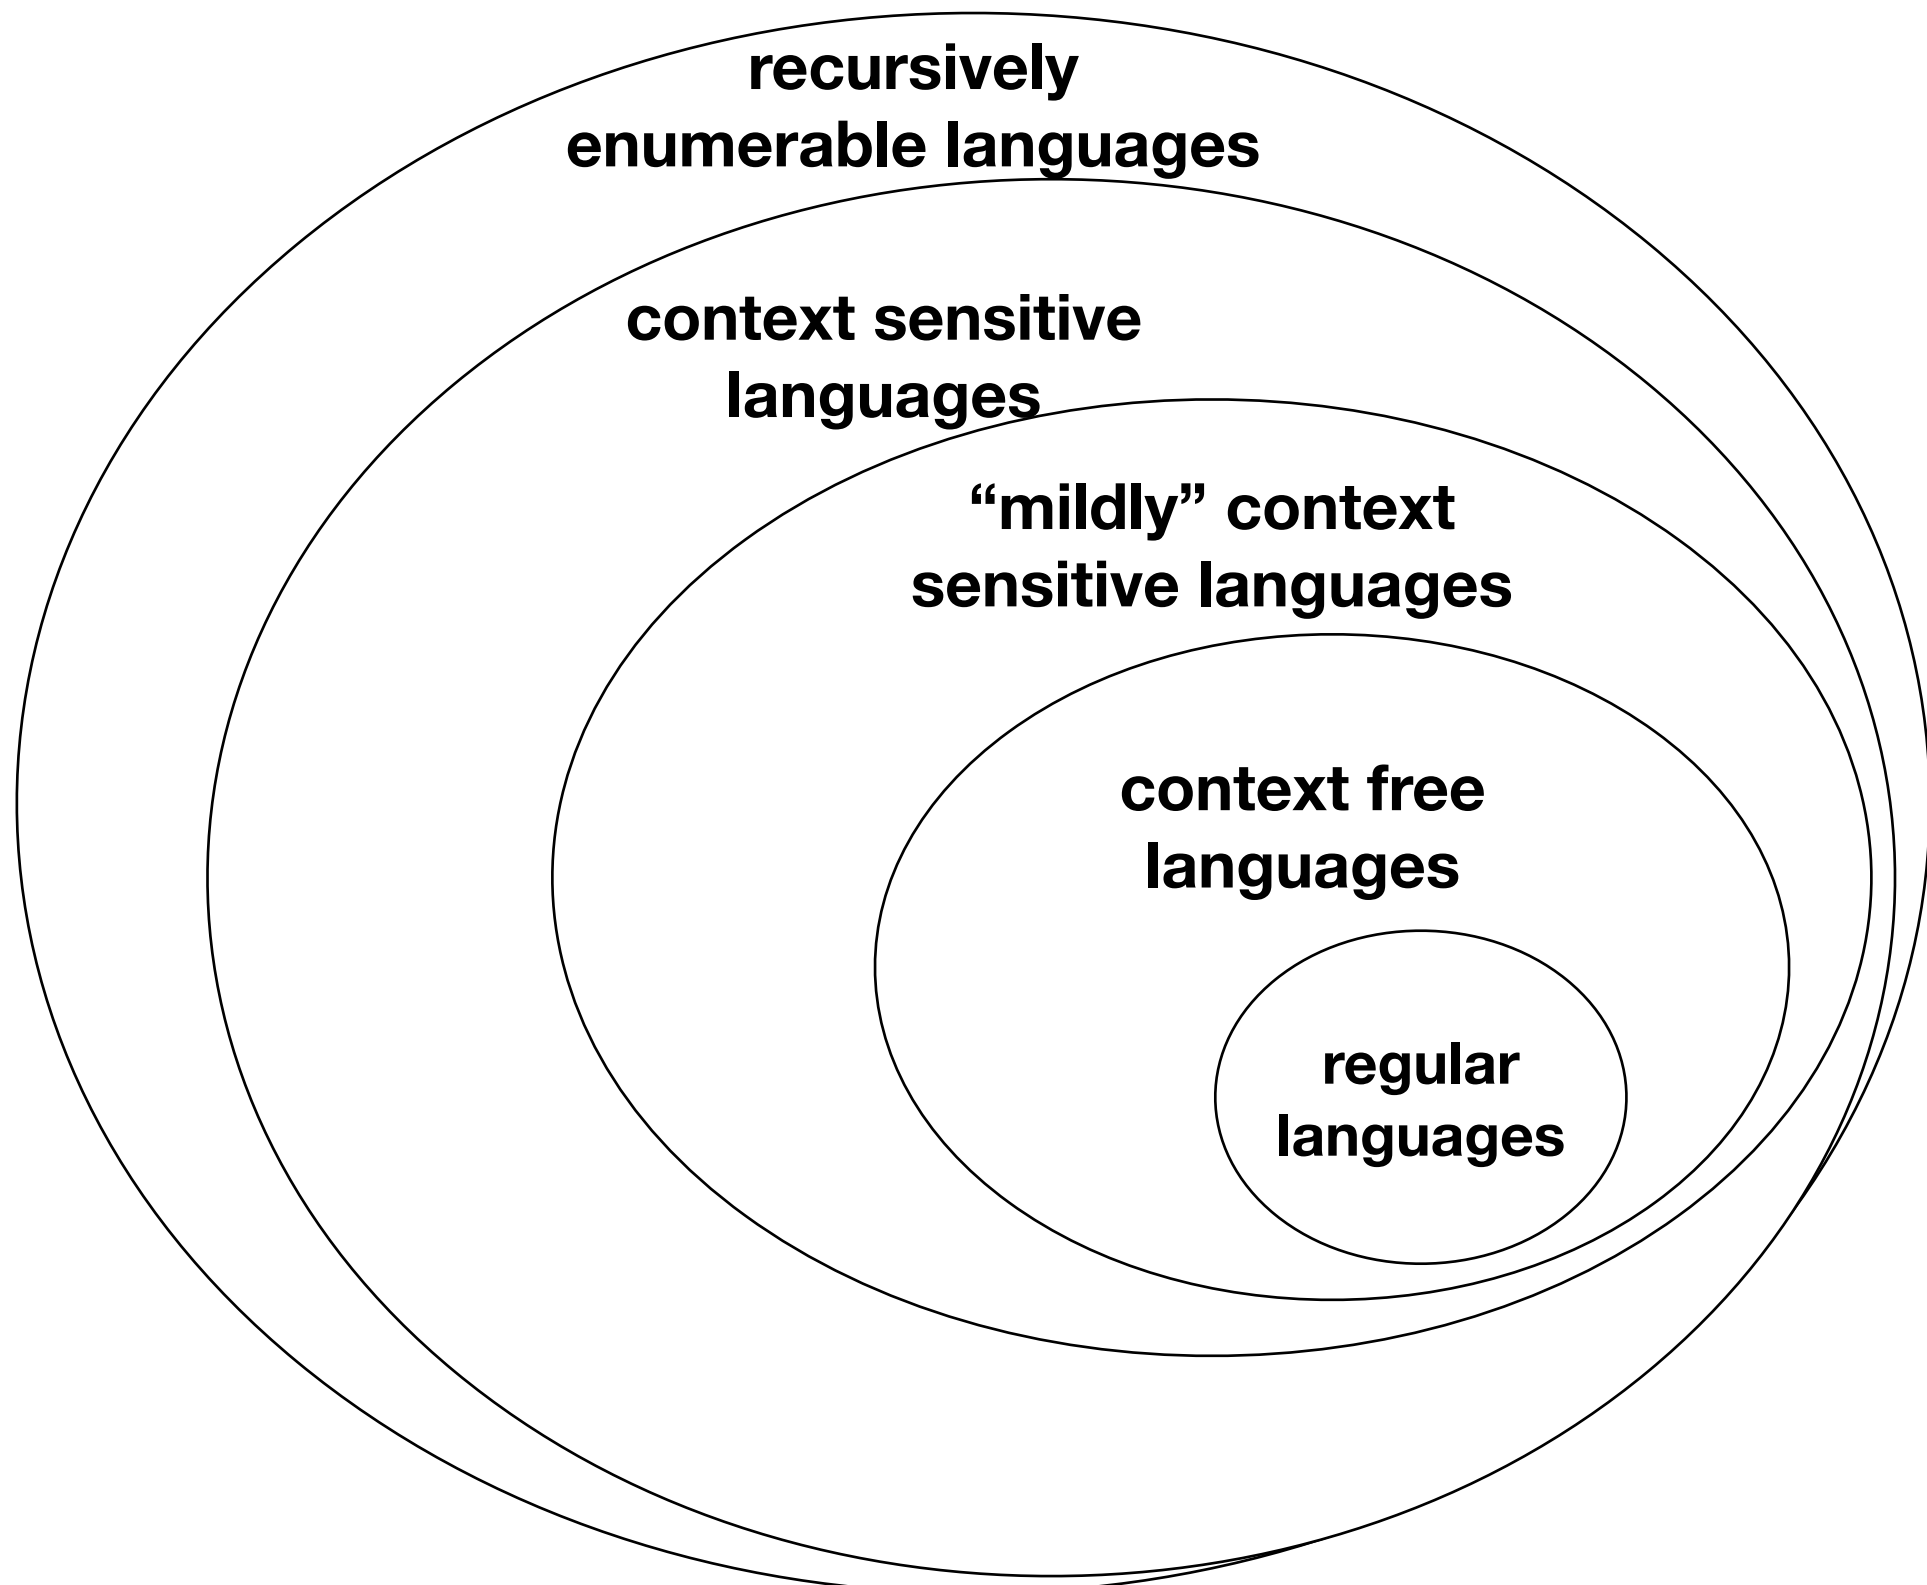 recursively
enumerable languages
context sensitive
languages
“mildly” context
sensitive languages
context free
languages
regular
languages